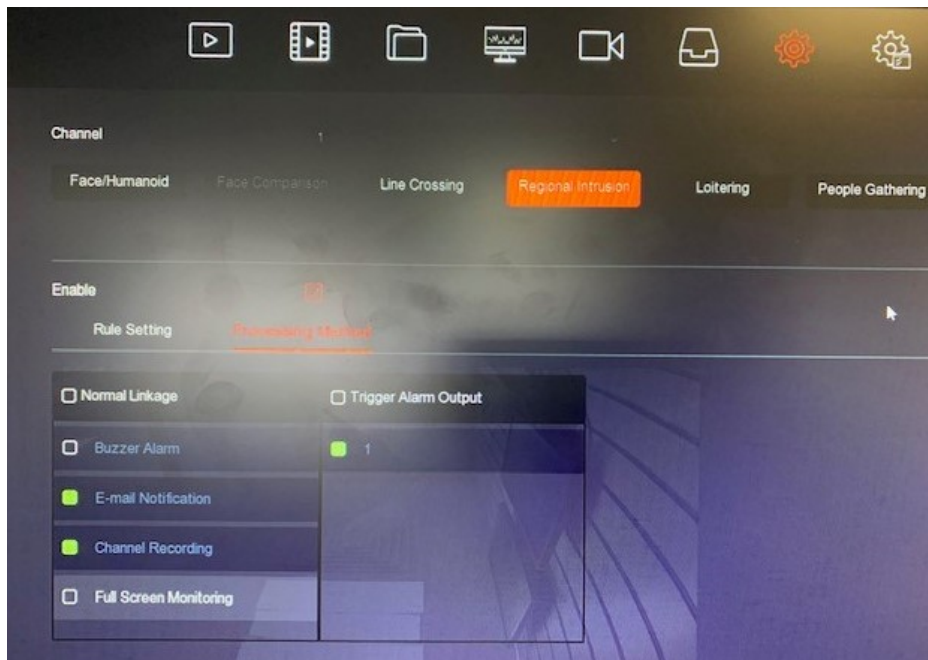 Channel
1
Face/Humanoid Face Comparison Line Crossing Regional Intrusion Loitering People Gathering
Enable
Rule Setting Processing Method
Normal Linkage Trigger Alarm Output
Buzzer Alarm 1
E-mail Notification
Channel Recording
Full Screen Monitoring